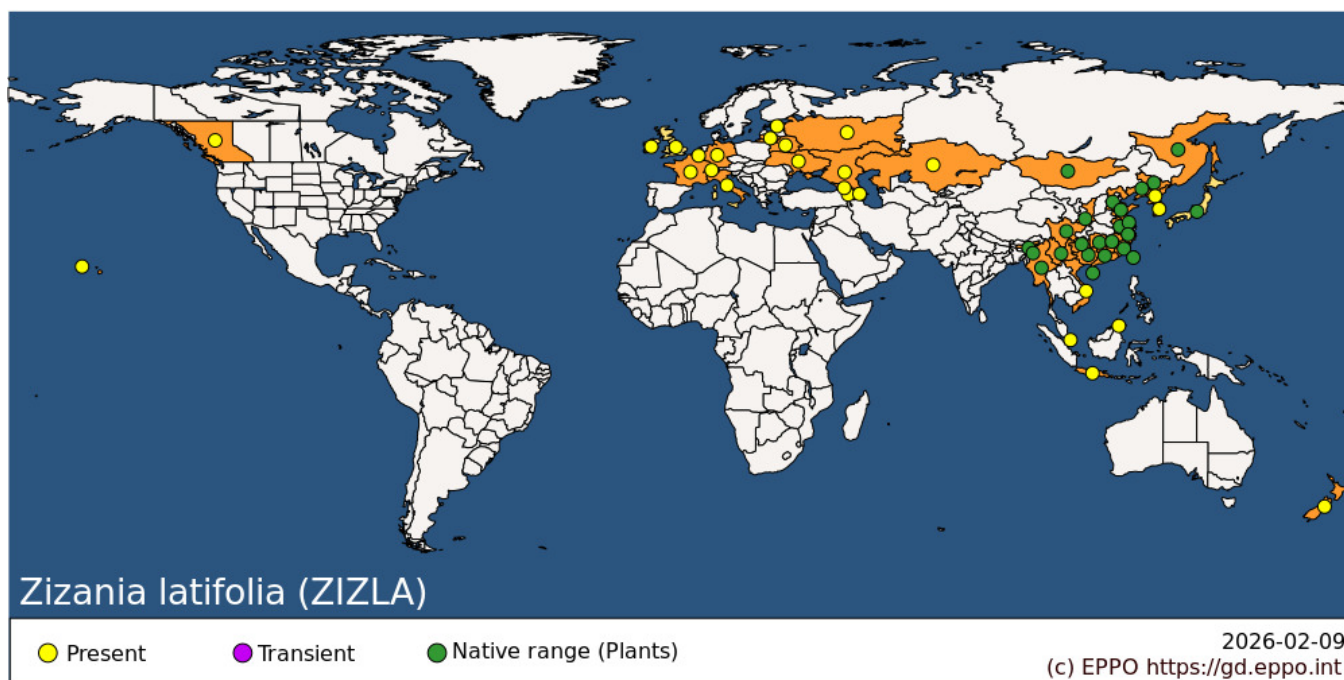 Zizania latifolia (ZIZLA)
Present
Transient
Native range (Plants)
2026-02-09
(c) EPPO https://gd.eppo.int